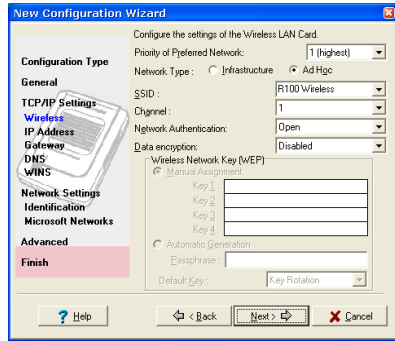 New Configuration Wizard
Configure the settings of the Wireless LAN Card.
Priority of Preferred Network: 1 (highest)
Network Type : Infrastructure Ad Hoc
SSID : R100 Wireless
Channel : 1
Network Authentication: Open
Data encryption: Disabled
Wireless Network Key (WEP)
Manual Assignment
Key 1 :
Key 2 :
Key 3 :
Key 4 :
Automatic Generation
Passphrase :
Default Key : Key Rotation
Configuration Type
General
TCP/IP Settings
Wireless
IP Address
Gateway
DNS
WINS
Network Settings
Identification
Microsoft Networks
Advanced
Finish
? Help
< Back
Next >
Cancel